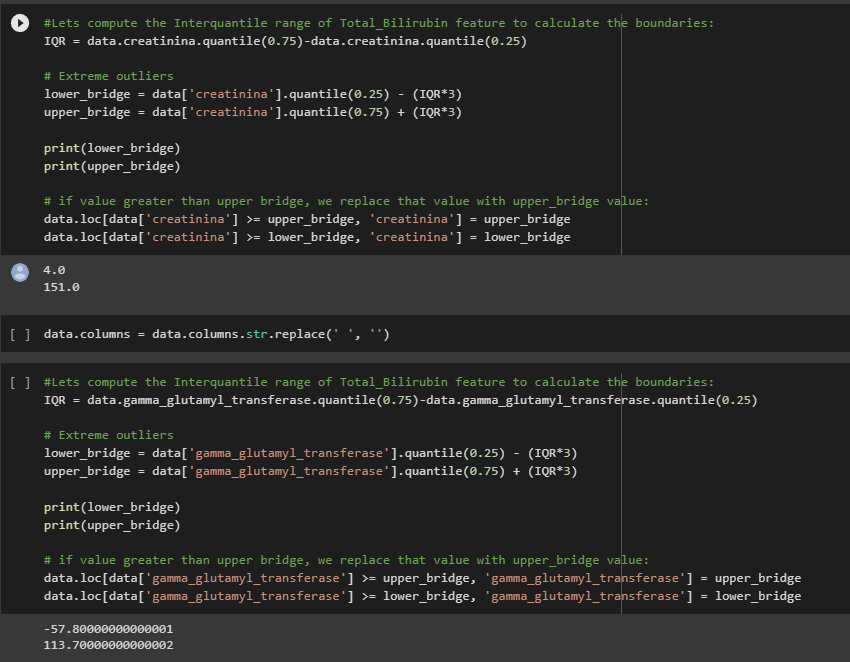 #Lets compute the Interquantile range of Total_Bilirubin feature to calculate the boundaries:
IQR = data.creatinina.quantile(0.75)-data.creatinina.quantile(0.25)
# Extreme outliers
lower_bridge = data['creatinina'].quantile(0.25) - (IQR*3)
upper_bridge = data['creatinina'].quantile(0.75) + (IQR*3)
print(lower_bridge)
print(upper_bridge)
# if value greater than upper bridge, we replace that value with upper_bridge value:
data.loc[data['creatinina'] >= upper_bridge, 'creatinina'] = upper_bridge
data.loc[data['creatinina'] >= lower_bridge, 'creatinina'] = lower_bridge
4.0
151.0
[ ] data.columns = data.columns.str.replace(' ', '')
[ ] #Lets compute the Interquantile range of Total_Bilirubin feature to calculate the boundaries:
IQR = data.gamma_glutamyl_transferase.quantile(0.75)-data.gamma_glutamyl_transferase.quantile(0.25)
# Extreme outliers
lower_bridge = data['gamma_glutamyl_transferase'].quantile(0.25) - (IQR*3)
upper_bridge = data['gamma_glutamyl_transferase'].quantile(0.75) + (IQR*3)
print(lower_bridge)
print(upper_bridge)
# if value greater than upper bridge, we replace that value with upper_bridge value:
data.loc[data['gamma_glutamyl_transferase'] >= upper_bridge, 'gamma_glutamyl_transferase'] = upper_bridge
data.loc[data['gamma_glutamyl_transferase'] >= lower_bridge, 'gamma_glutamyl_transferase'] = lower_bridge
-57.80000000000001
113.70000000000002